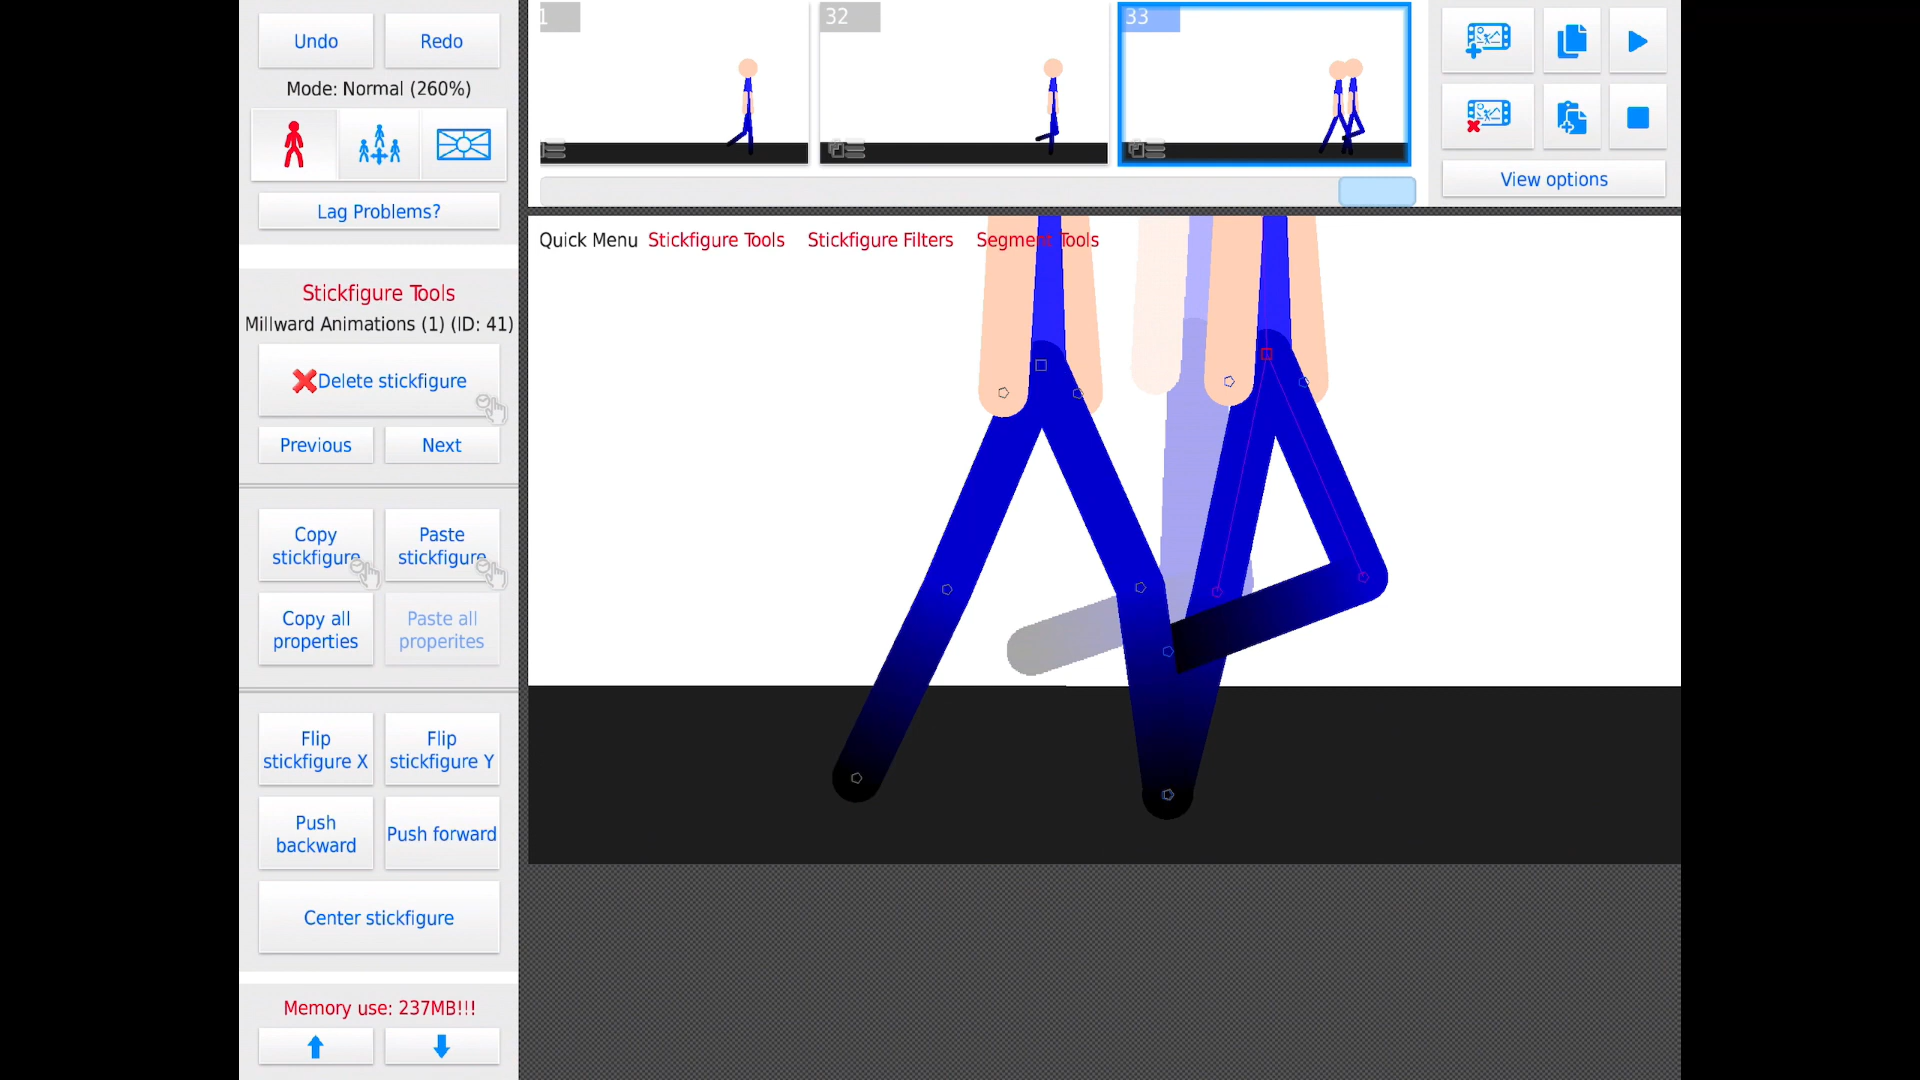 Undo
Redo
Mode: Normal (260%)
Lag Problems?
Stickfigure Tools
Millward Animations (1) (ID: 41)
Delete stickfigure
Previous
Next
Copy
stickfigure
Paste
stickfigure
Copy all
properties
Paste all
properites
Flip
stickfigure X
Flip
stickfigure Y
Push
backward
Push forward
Center stickfigure
Memory use: 237MB!!!
1
32
33
View options
Quick Menu Stickfigure Tools Stickfigure Filters Segment Tools